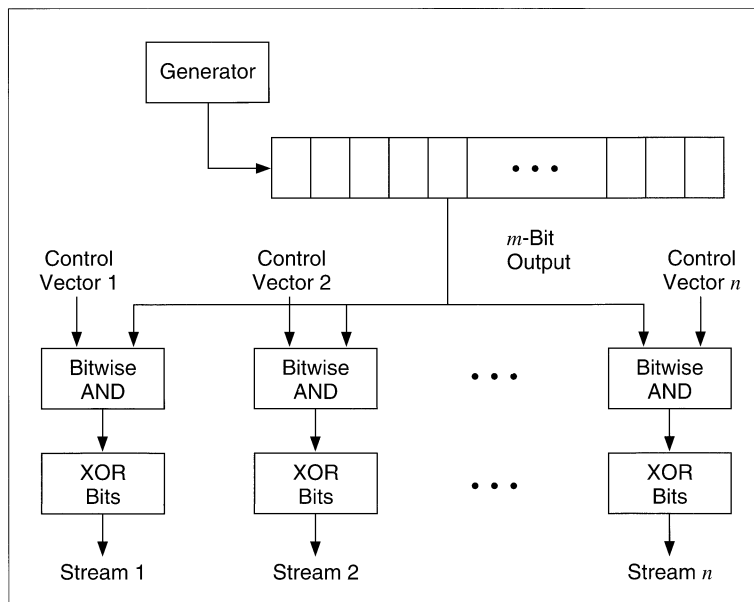 Generator
m-Bit
Output
Control
Vector 1
Control
Vector 2
Control
Vector n
Bitwise
AND
Bitwise
AND
Bitwise
AND
XOR
Bits
XOR
Bits
XOR
Bits
Stream 1
Stream 2
Stream n